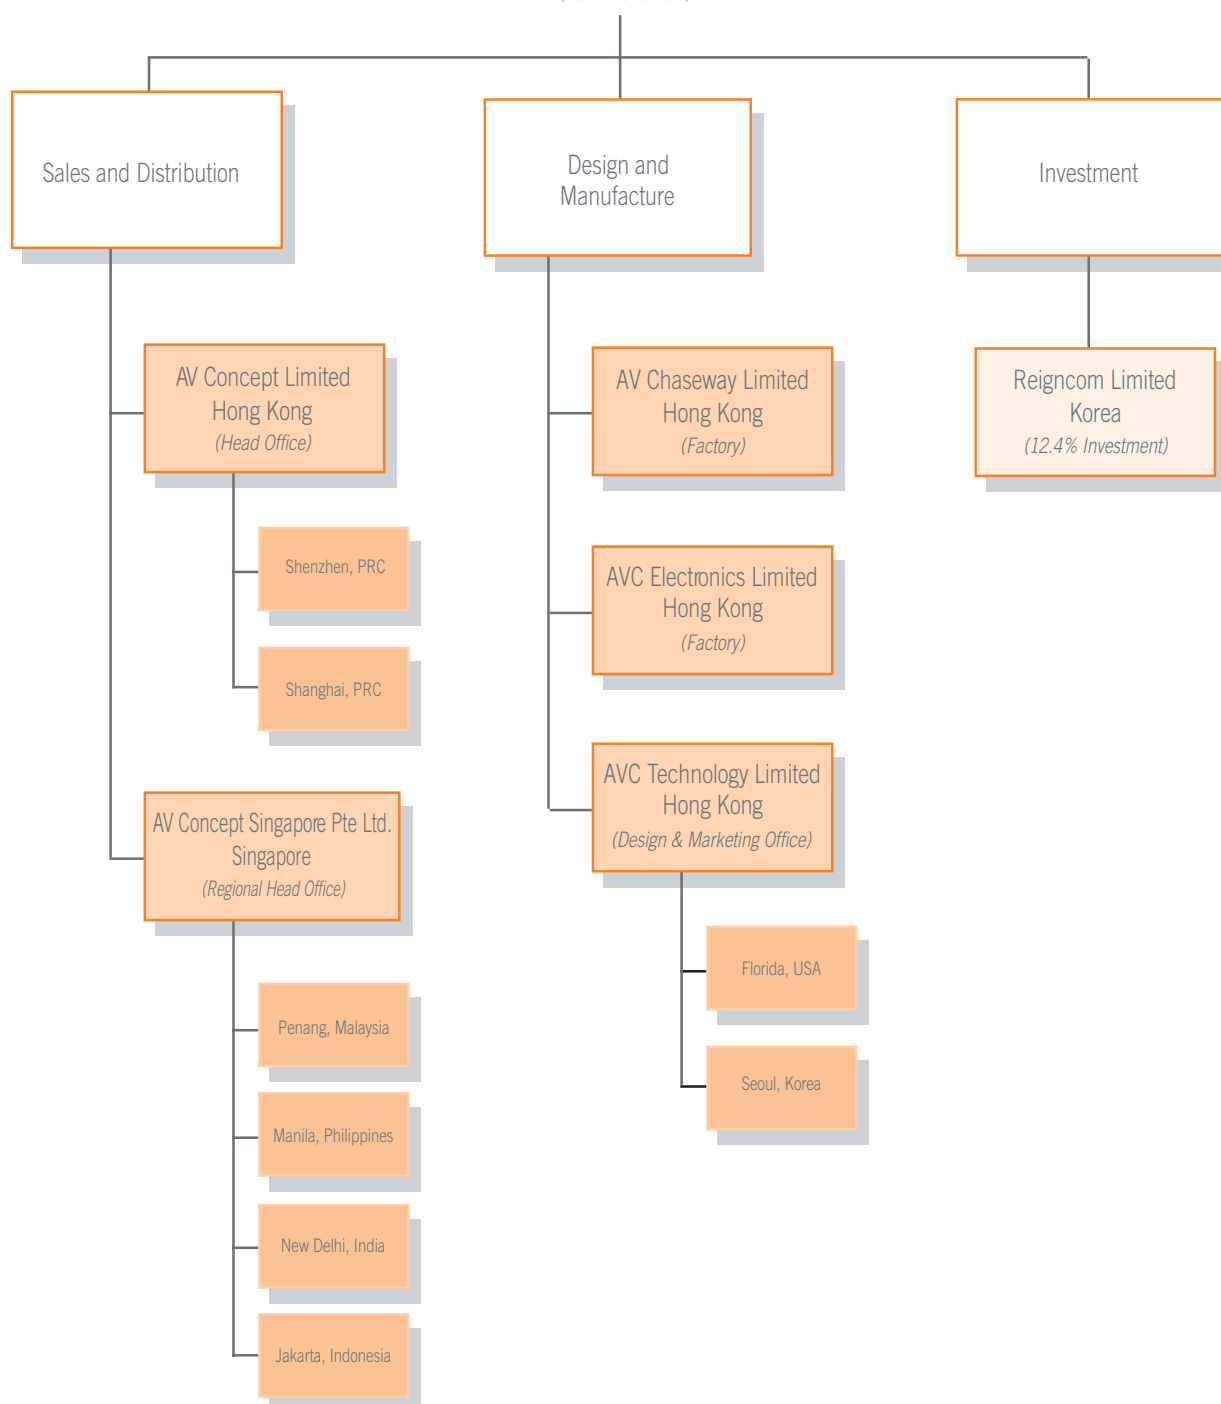 Sales and Distribution
Design and
Manufacture
Investment
AV Concept Limited
Hong Kong
(Head Office)
Shenzhen, PRC
Shanghai, PRC
AV Concept Singapore Pte Ltd.
Singapore
(Regional Head Office)
Penang, Malaysia
Manila, Philippines
New Delhi, India
Jakarta, Indonesia
AV Chaseway Limited
Hong Kong
(Factory)
AVC Electronics Limited
Hong Kong
(Factory)
AVC Technology Limited
Hong Kong
(Design & Marketing Office)
Florida, USA
Seoul, Korea
Reigncom Limited
Korea
(12.4% Investment)